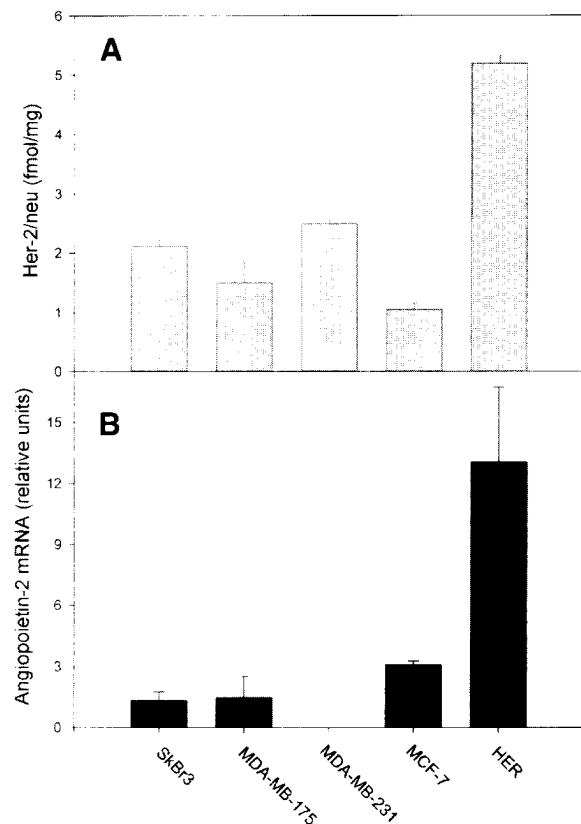 A
Her-2/neu (fmol/mg)
6
5
4
3
2
1
0
B
Angiopoietin-2 mRNA (relative units)
15
12
9
6
3
0
SkBr3
MDA-MB-175
MDA-MB-231
MCF-7
HER